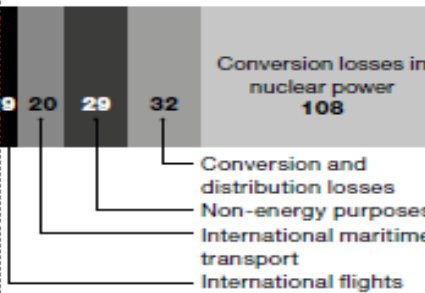 9 20 29 32
Conversion losses in
nuclear power
108
Conversion and
distribution losses
Non-energy purposes
International maritime
transport
International flights